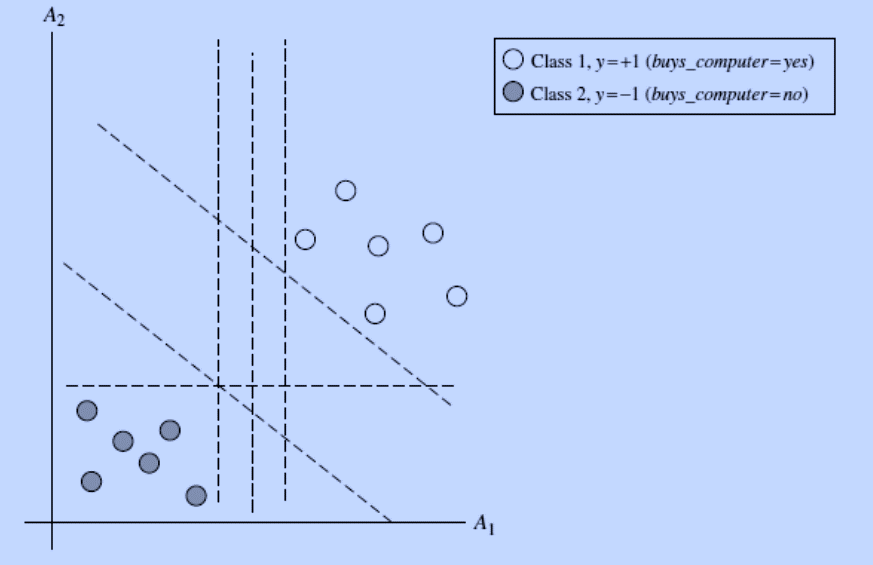 A₂
Class 1, y=+1 (buys_computer=yes)
Class 2, y=−1 (buys_computer=no)
A₁